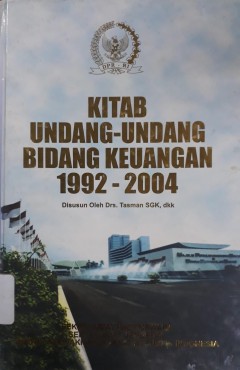 DPR - RI
KITAB
UNDANG-UNDANG
BIDANG KEUANGAN
1992 - 2004
Disusun Oleh Drs. Tasman SGK, dkk